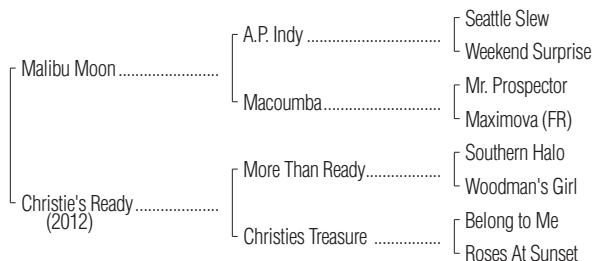 Seattle Slew
A.P. Indy
Weekend Surprise
Malibu Moon
Mr. Prospector
Macoumba
Maximova (FR)
Southern Halo
More Than Ready
Woodman's Girl
Christie's Ready
(2012)
Belong to Me
Christies Treasure
Roses At Sunset